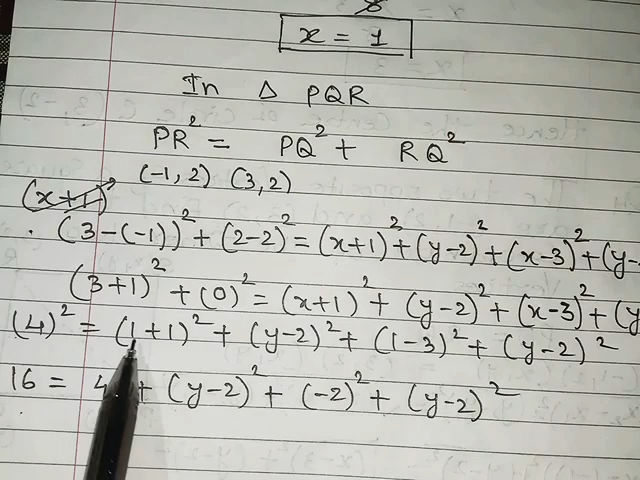 x = 1
In Δ PQR
PR² = PQ² + RQ²
(-1, 2) (3, 2)
(x+1)
(3-(-1))² + (2-2)² = (x+1)² + (y-2)² + (x-3)² + (y-
(3+1)² + (0)² = (x+1)² + (y-2)² + (x-3)² + (y
(4)² = (1+1)² + (y-2)² + (1-3)² + (y-2)²
16 = 4 + (y-2)² + (-2)² + (y-2)²